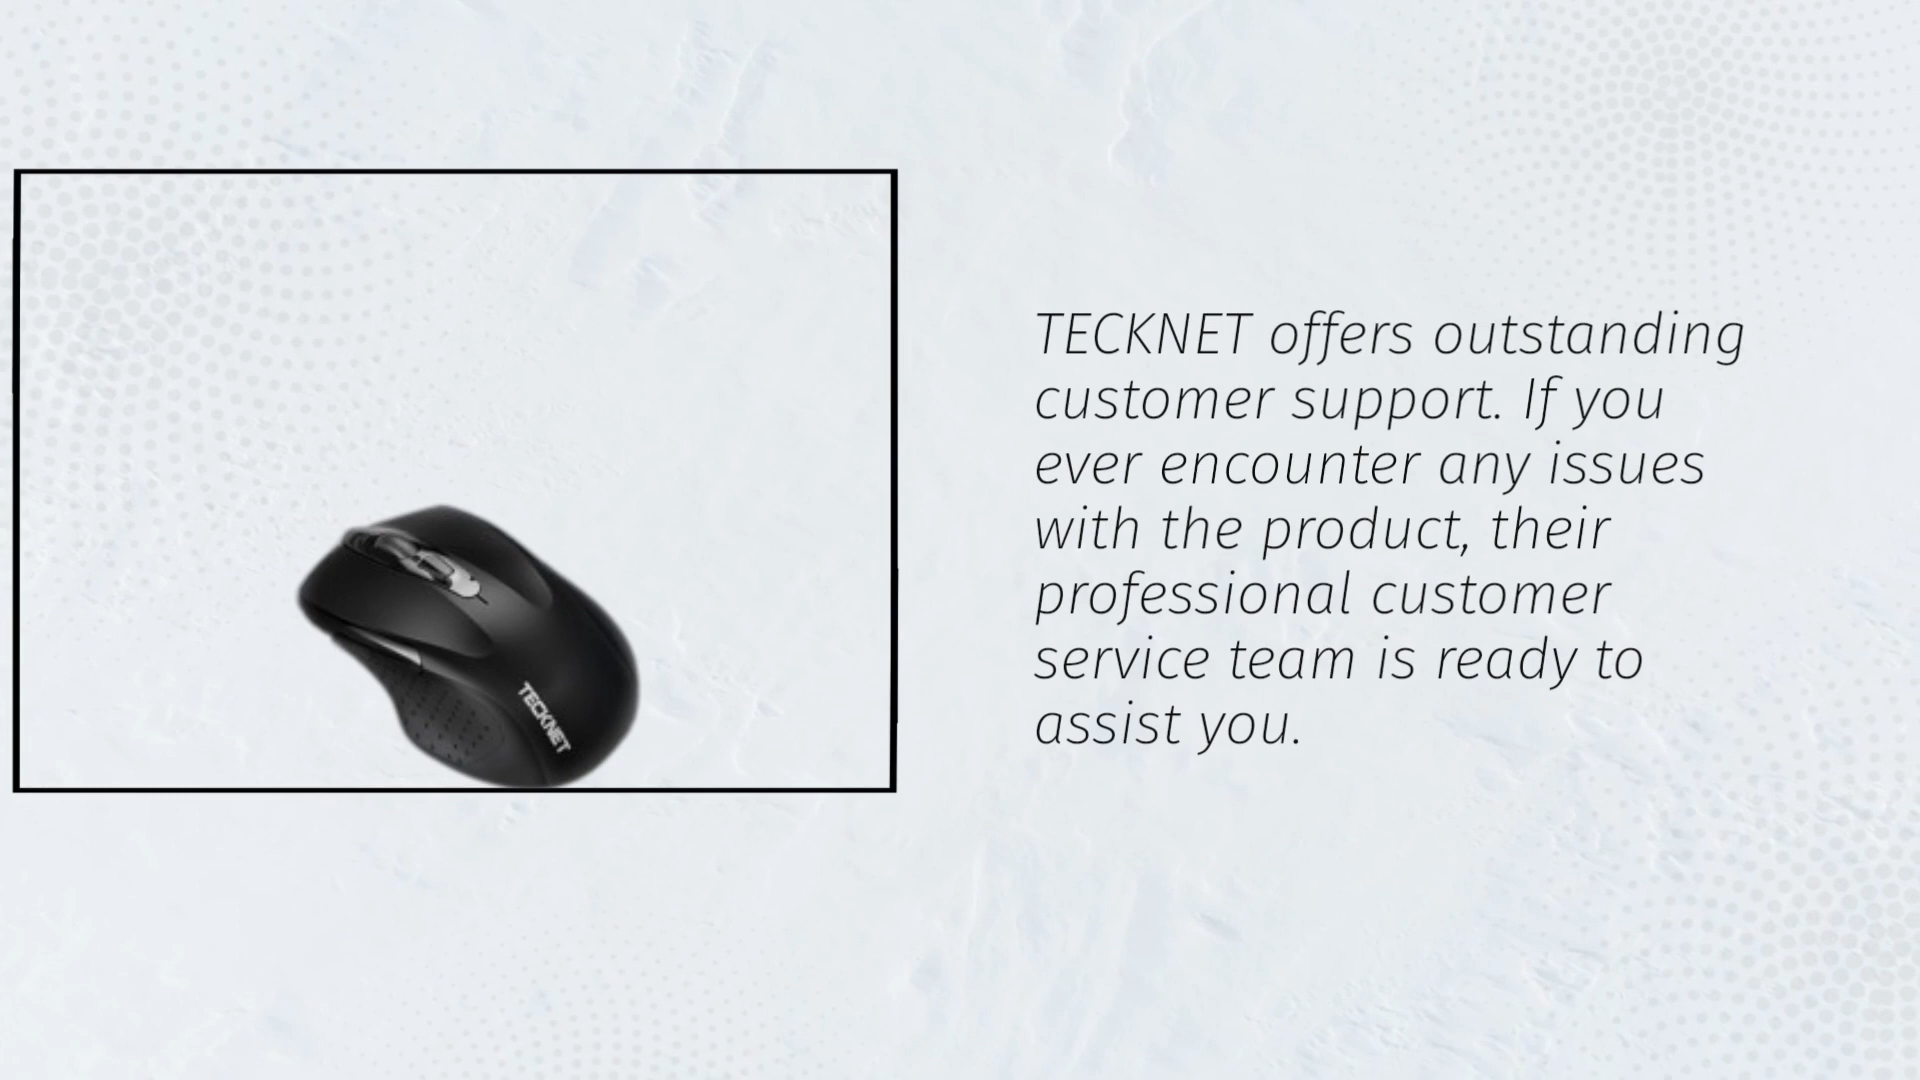 TECKNET
TECKNET offers outstanding
customer support. If you
ever encounter any issues
with the product, their
professional customer
service team is ready to
assist you.